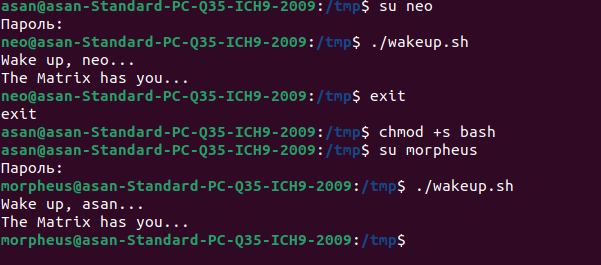 asan@asan-Standard-PC-Q35-ICH9-2009:/tmp$ su neo
Пароль:
neo@asan-Standard-PC-Q35-ICH9-2009:/tmp$ ./wakeup.sh
Wake up, neo...
The Matrix has you...
neo@asan-Standard-PC-Q35-ICH9-2009:/tmp$ exit
exit
asan@asan-Standard-PC-Q35-ICH9-2009:/tmp$ chmod +s bash
asan@asan-Standard-PC-Q35-ICH9-2009:/tmp$ su morpheus
Пароль:
morpheus@asan-Standard-PC-Q35-ICH9-2009:/tmp$ ./wakeup.sh
Wake up, asan...
The Matrix has you...
morpheus@asan-Standard-PC-Q35-ICH9-2009:/tmp$